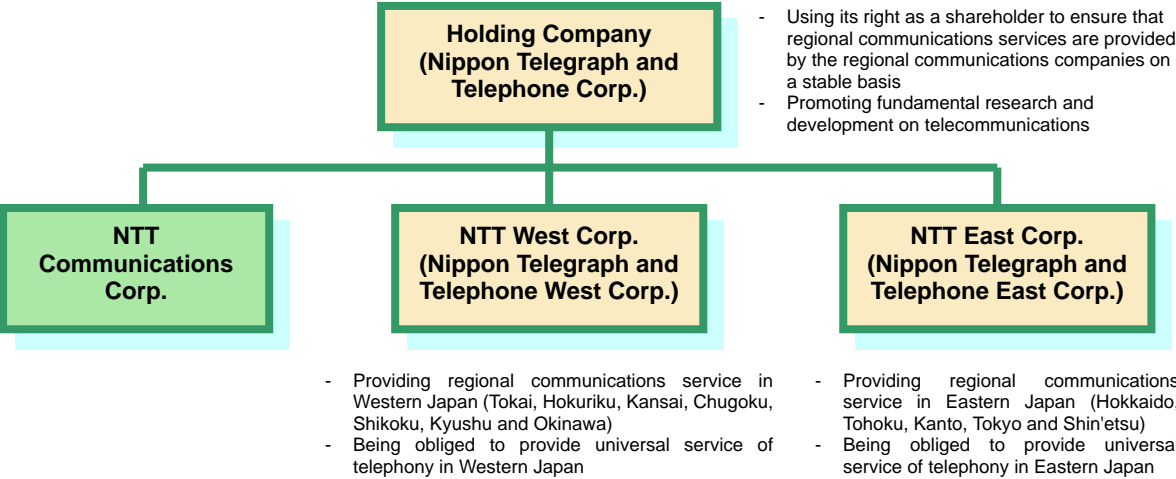 Holding Company
(Nippon Telegraph and
Telephone Corp.)
- Using its right as a shareholder to ensure that
regional communications services are provided
by the regional communications companies on
a stable basis
- Promoting fundamental research and
development on telecommunications
NTT
Communications
Corp.
NTT West Corp.
(Nippon Telegraph and
Telephone West Corp.)
NTT East Corp.
(Nippon Telegraph and
Telephone East Corp.)
- Providing regional communications service in
Western Japan (Tokai, Hokuriku, Kansai, Chugoku,
Shikoku, Kyushu and Okinawa)
- Being obliged to provide universal service of
telephony in Western Japan
- Providing regional communications
service in Eastern Japan (Hokkaido,
Tohoku, Kanto, Tokyo and Shin'etsu)
- Being obliged to provide universal
service of telephony in Eastern Japan